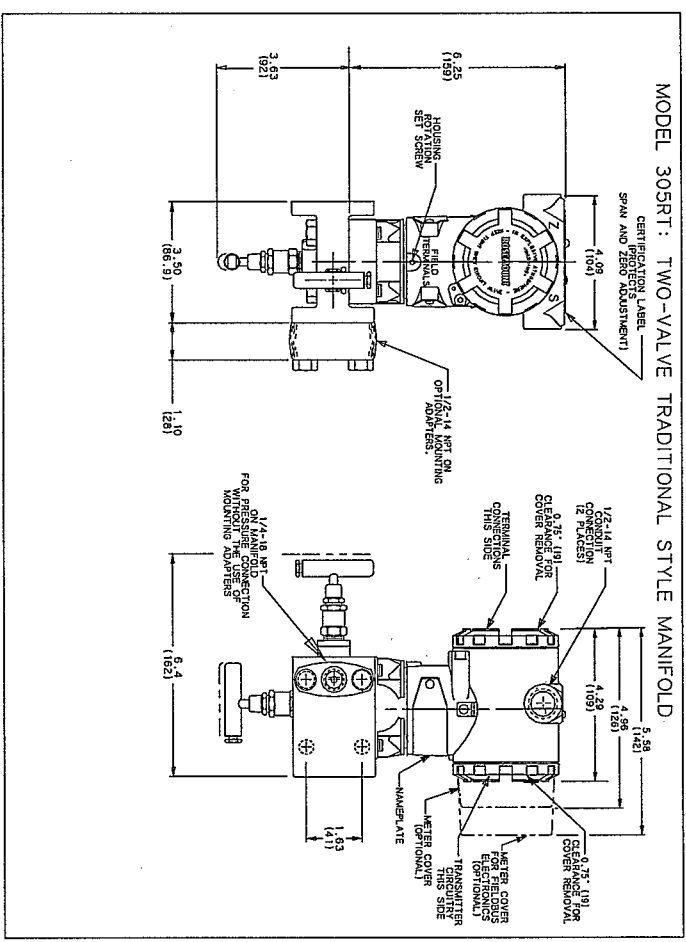 MODEL 305RT: TWO-VALVE TRADITIONAL STYLE MANIFOLD
CERTIFICATION LABEL
(PROTECTS
SPAN AND ZERO ADJUSTMENT)
4.09
(104)
Z
S
ROSEMOUNT
6.25
(159)
3.63
(92)
HOUSING
ROTATION
SET SCREW
FIELD
TERMINALS
3.50
(86.9)
1.10
(28)
1/2-14 NPT ON
OPTIONAL MOUNTING
ADAPTERS.
1/2-14 NPT
CONDUIT
CONNECTION
(2 PLACES)
0.75" (19)
CLEARANCE FOR
COVER REMOVAL
TERMINAL
CONNECTIONS
THIS SIDE
5.58
(142)
4.96
(126)
4.29
(109)
0.75" (19)
CLEARANCE FOR
COVER REMOVAL
METER COVER
FOR FIELDBUS
ELECTRONICS
(OPTIONAL)
TRANSMITTER
CIRCUITRY
THIS SIDE
METER COVER
(OPTIONAL)
NAMEPLATE
1/4-18 NPT
ON MANIFOLD
FOR PRESSURE CONNECTION
WITHOUT THE USE OF
MOUNTING ADAPTERS
6.4
(162)
1.63
(41)